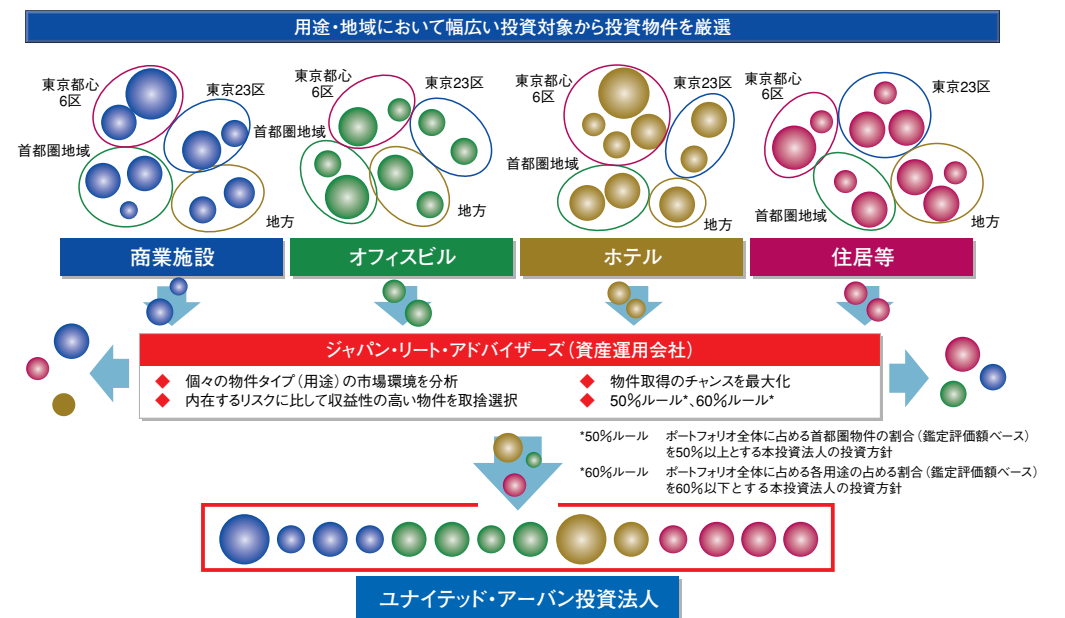 用途・地域において幅広い投資対象から投資物件を厳選
東京都心
6区
東京23区
首都圏地域
地方
東京都心
6区
東京23区
首都圏地域
地方
東京都心
6区
東京23区
首都圏地域
地方
東京都心
6区
東京23区
首都圏地域
地方
商業施設
オフィスビル
ホテル
住居等
ジャパン・リート・アドバイザーズ（資産運用会社）
◆ 個々の物件タイプ（用途）の市場環境を分析
◆ 内在するリスクに比して収益性の高い物件を取捨選択
◆ 物件取得のチャンスを最大化
◆ 50％ルール*、60％ルール*
*50％ルール ポートフォリオ全体に占める首都圏物件の割合（鑑定評価額ベース）
を50％以上とする本投資法人の投資方針
*60％ルール ポートフォリオ全体に占める各用途の占める割合（鑑定評価額ベース）
を60％以下とする本投資法人の投資方針
ユナイテッド・アーバン投資法人